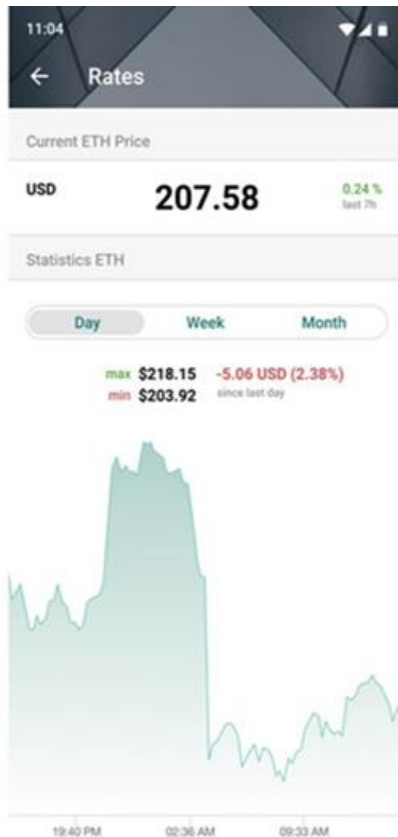 11:04
Rates
Current ETH Price
USD 207.58 0.24 %
last 7h
Statistics ETH
Day Week Month
max $218.15 -5.06 USD (2.38%)
min $203.92 since last day
19:40 PM 02:36 AM 09:33 AM